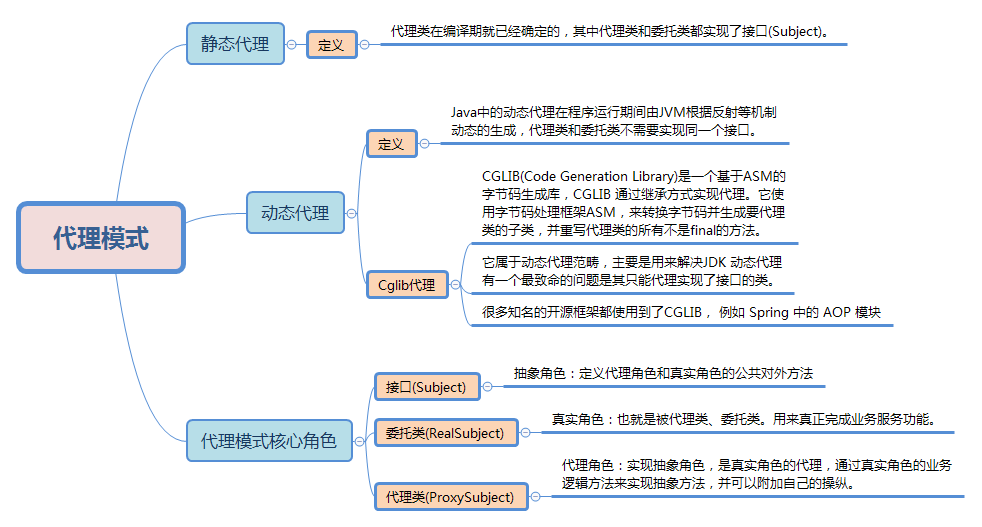 代理模式
静态代理
定义
代理类在编译期就已经确定的，其中代理类和委托类都实现了接口(Subject)。
动态代理
定义
Java中的动态代理在程序运行期间由JVM根据反射等机制
动态的生成，代理类和委托类不需要实现同一个接口。
Cglib代理
CGLIB(Code Generation Library)是一个基于ASM的
字节码生成库，CGLIB 通过继承方式实现代理。它使
用字节码处理框架ASM，来转换字节码并生成要代理
类的子类，并重写代理类的所有不是final的方法。
它属于动态代理范畴，主要是用来解决JDK 动态代理
有一个最致命的问题是其只能代理实现了接口的类。
很多知名的开源框架都使用到了CGLIB， 例如 Spring 中的 AOP 模块
代理模式核心角色
接口(Subject)
抽象角色：定义代理角色和真实角色的公共对外方法
委托类(RealSubject)
真实角色：也就是被代理类、委托类。用来真正完成业务服务功能。
代理类(ProxySubject)
代理角色：实现抽象角色，是真实角色的代理，通过真实角色的业务
逻辑方法来实现抽象方法，并可以附加自己的操纵。